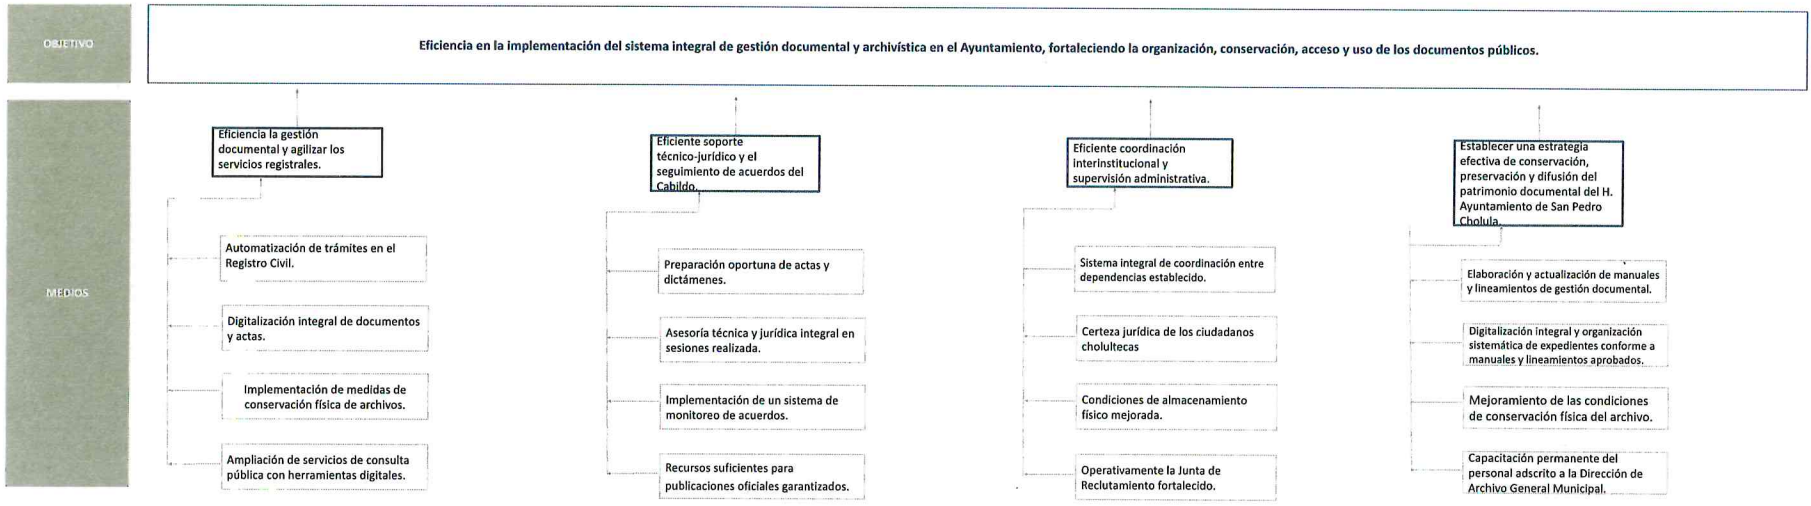 OBJETIVO
Eficiencia en la implementación del sistema integral de gestión documental y archivística en el Ayuntamiento, fortaleciendo la organización, conservación, acceso y uso de los documentos públicos.
MEDIOS
Eficiencia la gestión
documental y agilizar los
servicios registrales.
Automatización de trámites en el
Registro Civil.
Digitalización integral de documentos
y actas.
Implementación de medidas de
conservación física de archivos.
Ampliación de servicios de consulta
pública con herramientas digitales.
Eficiente soporte
técnico-jurídico y el
seguimiento de acuerdos del
Cabildo.
Preparación oportuna de actas y
dictámenes.
Asesoría técnica y jurídica integral en
sesiones realizada.
Implementación de un sistema de
monitoreo de acuerdos.
Recursos suficientes para
publicaciones oficiales garantizados.
Eficiente coordinación
interinstitucional y
supervisión administrativa.
Sistema integral de coordinación entre
dependencias establecido.
Certeza jurídica de los ciudadanos
cholultecas
Condiciones de almacenamiento
físico mejorada.
Operativamente la Junta de
Reclutamiento fortalecido.
Establecer una estrategia
efectiva de conservación,
preservación y difusión del
patrimonio documental del H.
Ayuntamiento de San Pedro
Cholula.
Elaboración y actualización de manuales
y lineamientos de gestión documental.
Digitalización integral y organización
sistemática de expedientes conforme a
manuales y lineamientos aprobados.
Mejoramiento de las condiciones
de conservación física del archivo.
Capacitación permanente del
personal adscrito a la Dirección de
Archivo General Municipal.